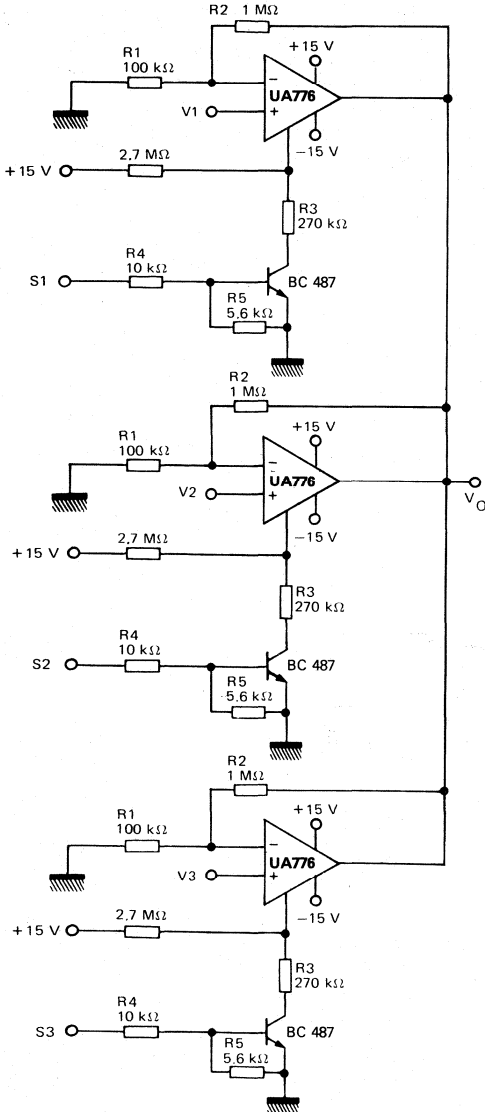 R2 1 MΩ
R1
100 kΩ
+15 V
−
UA776
V1
+
−15 V
+15 V
2,7 MΩ
R3
270 kΩ
R4
10 kΩ
S1
BC 487
R5
5,6 kΩ
R2
1 MΩ
R1
100 kΩ
+15 V
−
UA776
V2
+
−15 V
VO
+15 V
2,7 MΩ
R3
270 kΩ
R4
10 kΩ
S2
BC 487
R5
5,6 kΩ
R2
1 MΩ
R1
100 kΩ
+15 V
−
UA776
V3
+
−15 V
+15 V
2,7 MΩ
R3
270 kΩ
R4
10 kΩ
S3
BC 487
R5
5,6 kΩ